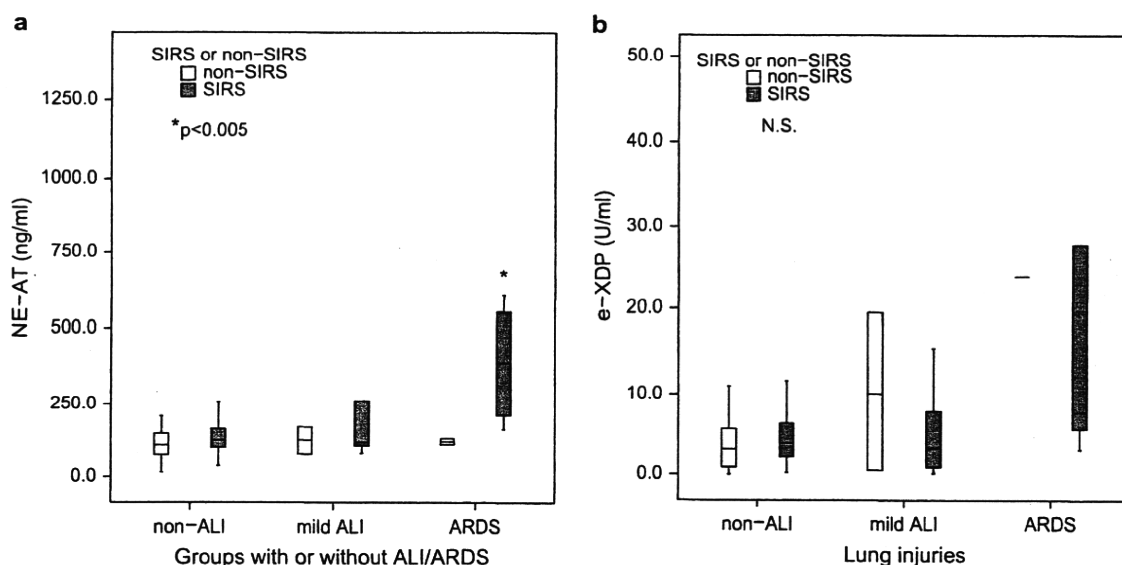 a
SIRS or non-SIRS
non-SIRS
SIRS
*p<0.005
NE-AT (ng/ml)
1250.0
1000.0
750.0
500.0
250.0
0.0
*
non-ALI mild ALI ARDS
Groups with or without ALI/ARDS
b
SIRS or non-SIRS
non-SIRS
SIRS
N.S.
e-XDP (U/ml)
50.0
40.0
30.0
20.0
10.0
0.0
non-ALI mild ALI ARDS
Lung injuries